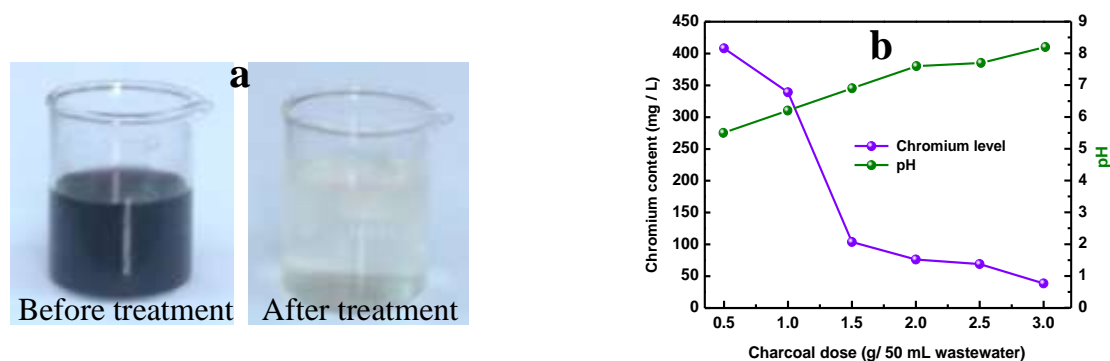 a
Before treatment
After treatment
b
450
400
350
300
250
200
150
100
50
0
Chromium content (mg / L)
Chromium level
pH
9
8
7
6
5
4
3
2
1
0
pH
0.5 1.0 1.5 2.0 2.5 3.0
Charcoal dose (g/ 50 mL wastewater)